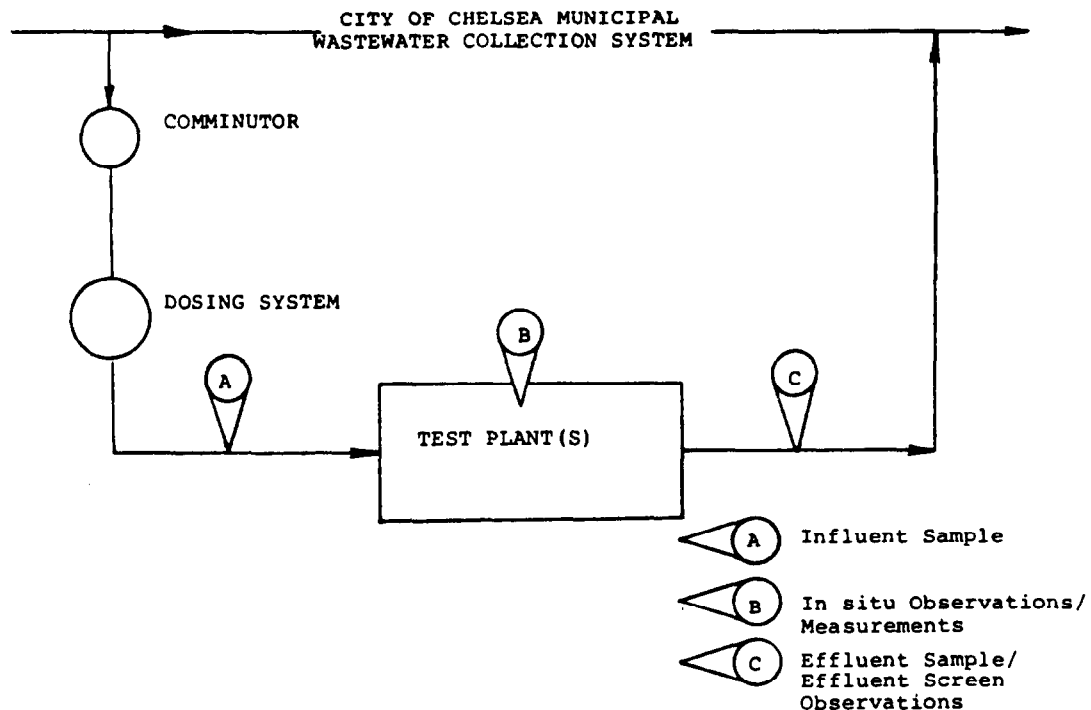 CITY OF CHELSEA MUNICIPAL
WASTEWATER COLLECTION SYSTEM
COMMINUTOR
DOSING SYSTEM
A
B
C
TEST PLANT(S)
A Influent Sample
B In situ Observations/
Measurements
C Effluent Sample/
Effluent Screen
Observations